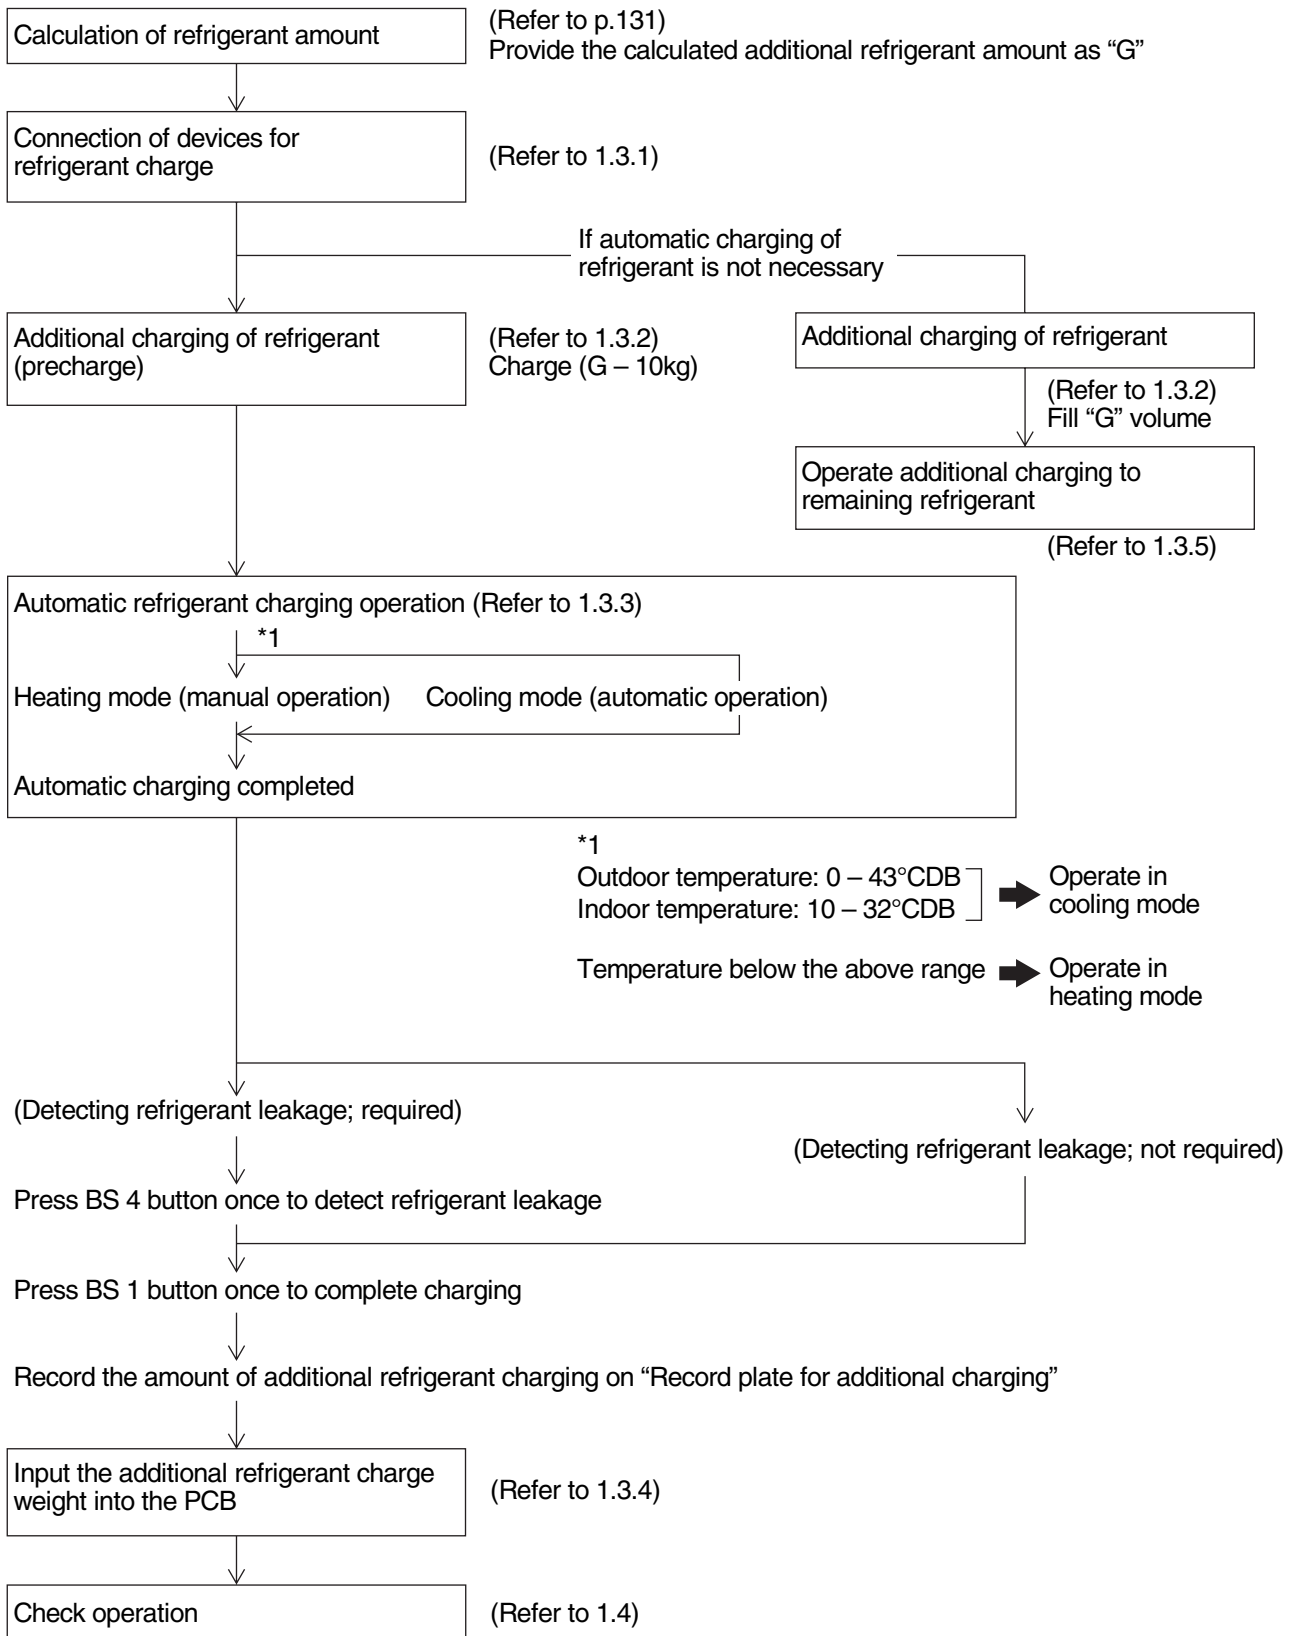 Calculation of refrigerant amount
(Refer to p.131)
Provide the calculated additional refrigerant amount as “G”
Connection of devices for
refrigerant charge
(Refer to 1.3.1)
If automatic charging of
refrigerant is not necessary
Additional charging of refrigerant
(precharge)
(Refer to 1.3.2)
Charge (G – 10kg)
Additional charging of refrigerant
(Refer to 1.3.2)
Fill “G” volume
Operate additional charging to
remaining refrigerant
(Refer to 1.3.5)
Automatic refrigerant charging operation (Refer to 1.3.3)
*1
Heating mode (manual operation)
Cooling mode (automatic operation)
Automatic charging completed
*1
Outdoor temperature: 0 – 43°CDB
Indoor temperature: 10 – 32°CDB
Operate in
cooling mode
Temperature below the above range
Operate in
heating mode
(Detecting refrigerant leakage; required)
(Detecting refrigerant leakage; not required)
Press BS 4 button once to detect refrigerant leakage
Press BS 1 button once to complete charging
Record the amount of additional refrigerant charging on “Record plate for additional charging”
Input the additional refrigerant charge
weight into the PCB
(Refer to 1.3.4)
Check operation
(Refer to 1.4)